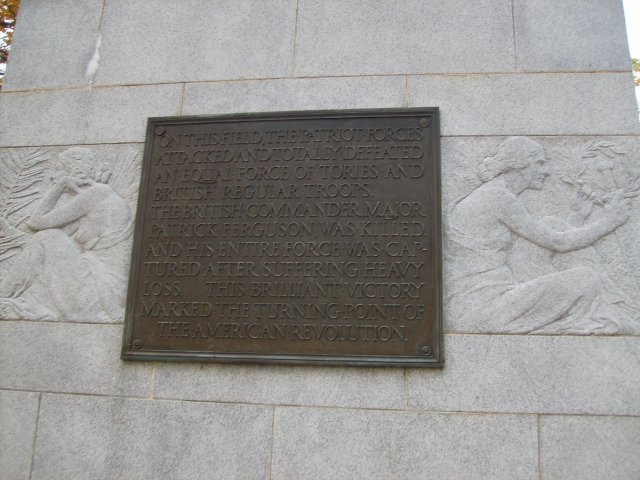 ON THIS FIELD, THE PATRIOT FORCES
ATTACKED AND TOTALLY DEFEATED
AN EQUAL FORCE OF TORIES AND
BRITISH REGULAR TROOPS.
THE BRITISH COMMANDER, MAJOR
PATRICK FERGUSON WAS KILLED,
AND HIS ENTIRE FORCE WAS CAP-
TURED AFTER SUFFERING HEAVY
LOSS. THIS BRILLIANT VICTORY
MARKED THE TURNING POINT OF
THE AMERICAN REVOLUTION.